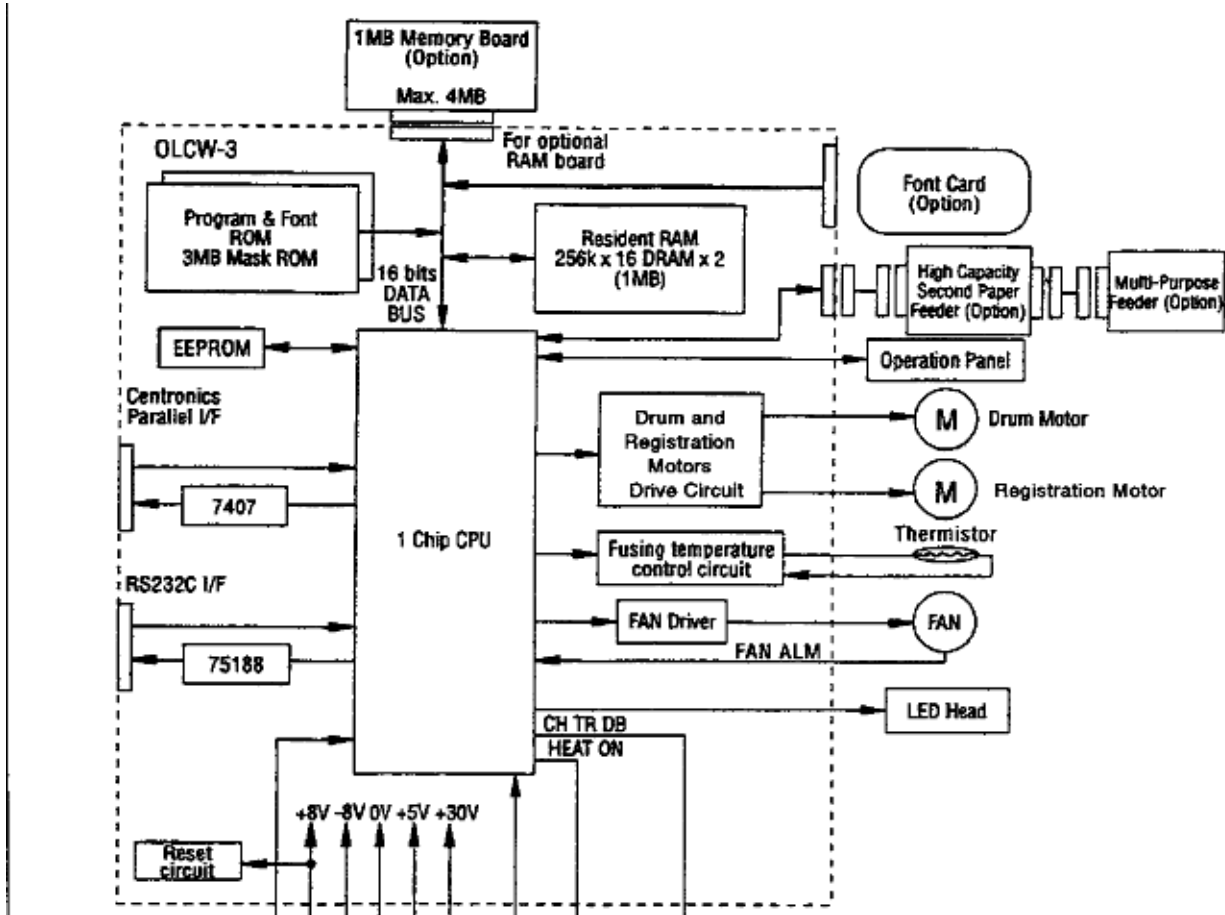 1MB Memory Board
(Option)
Max. 4MB
OLCW-3
For optional
RAM board
Program & Font
ROM
3MB Mask ROM
Resident RAM
256k x 16 DRAM x 2
(1MB)
Font Card
(Option)
16 bits
DATA
BUS
High Capacity
Second Paper
Feeder (Option)
Multi-Purpose
Feeder (Option)
EEPROM
Operation Panel
Centronics
Parallel I/F
Drum and
Registration
Motors
Drive Circuit
M
Drum Motor
M
Registration Motor
7407
1 Chip CPU
Thermistor
Fusing temperature
control circuit
RS232C I/F
FAN Driver
FAN
FAN ALM
75188
LED Head
CH TR DB
HEAT ON
+8V -8V 0V +5V +30V
Reset
circuit